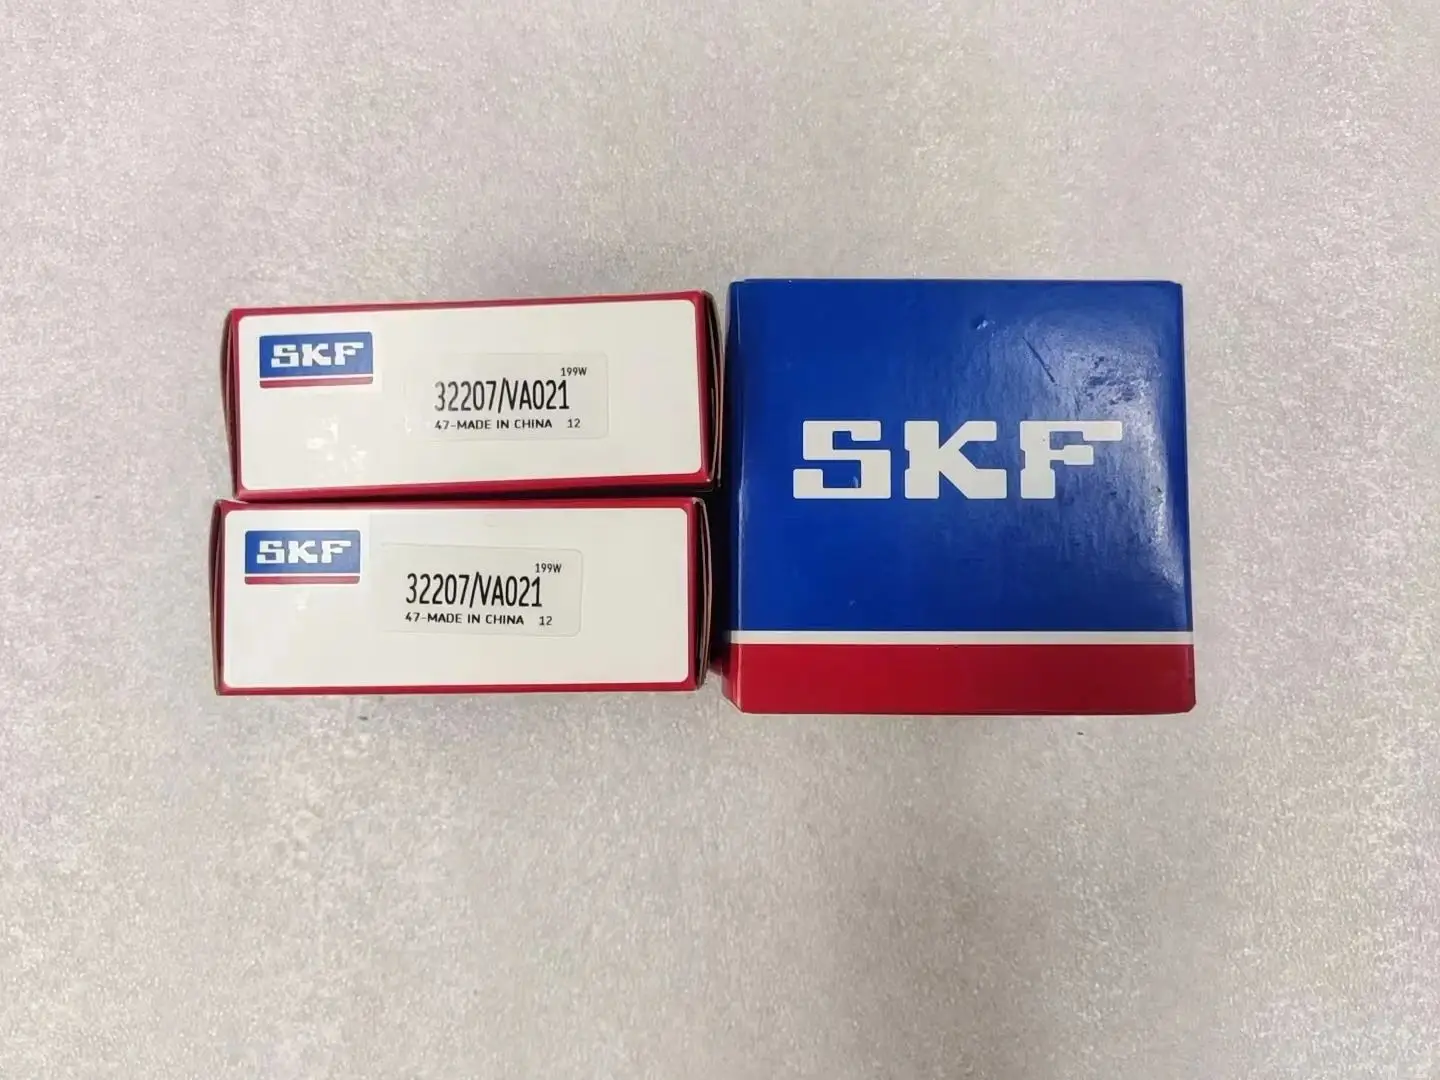 SKF
199W
32207/VA021
47-MADE IN CHINA 12
SKF
199W
32207/VA021
47-MADE IN CHINA 12
SKF